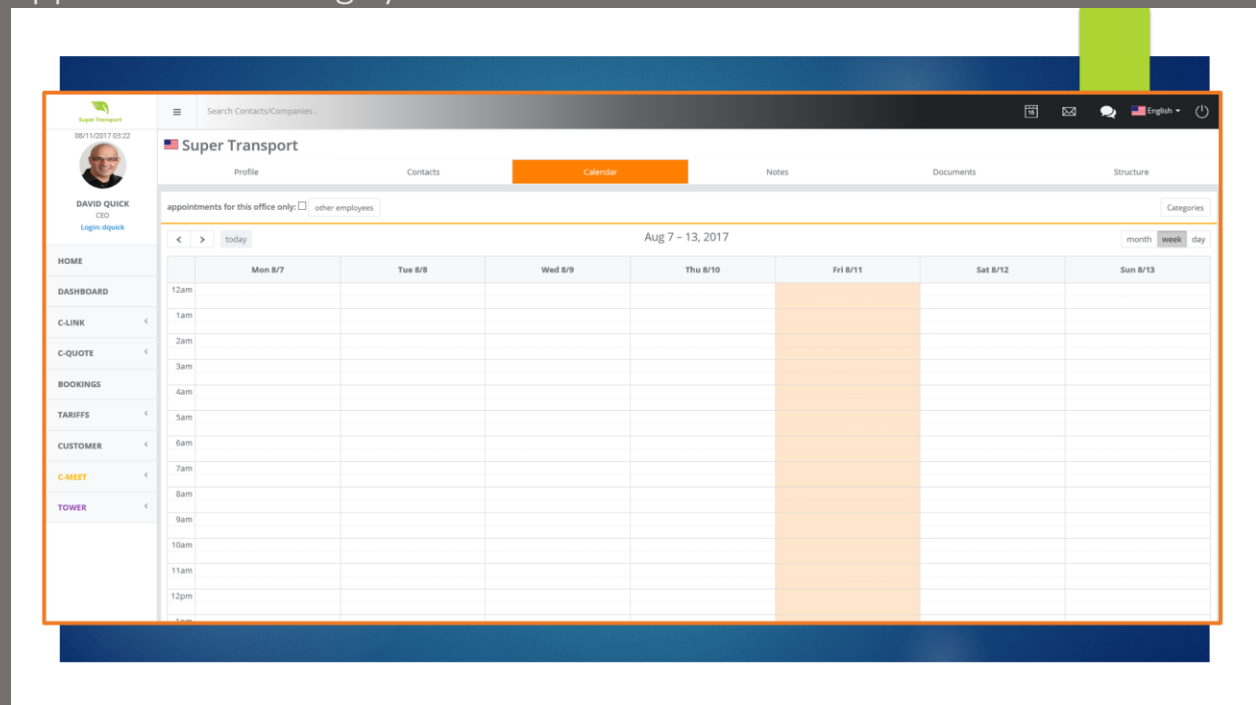 Super Transport
08/11/2017 03:22
DAVID QUICK
CEO
Login: dquick
HOME
DASHBOARD
C-LINK
C-QUOTE
BOOKINGS
TARIFFS
CUSTOMER
C-MEET
TOWER
Search Contacts/Companies .
English
Super Transport
Profile Contacts Calendar Notes Documents Structure
appointments for this office only: other employees Categories
< > today Aug 7 – 13, 2017 month week day
Mon 8/7 Tue 8/8 Wed 8/9 Thu 8/10 Fri 8/11 Sat 8/12 Sun 8/13
12am
1am
2am
3am
4am
5am
6am
7am
8am
9am
10am
11am
12pm